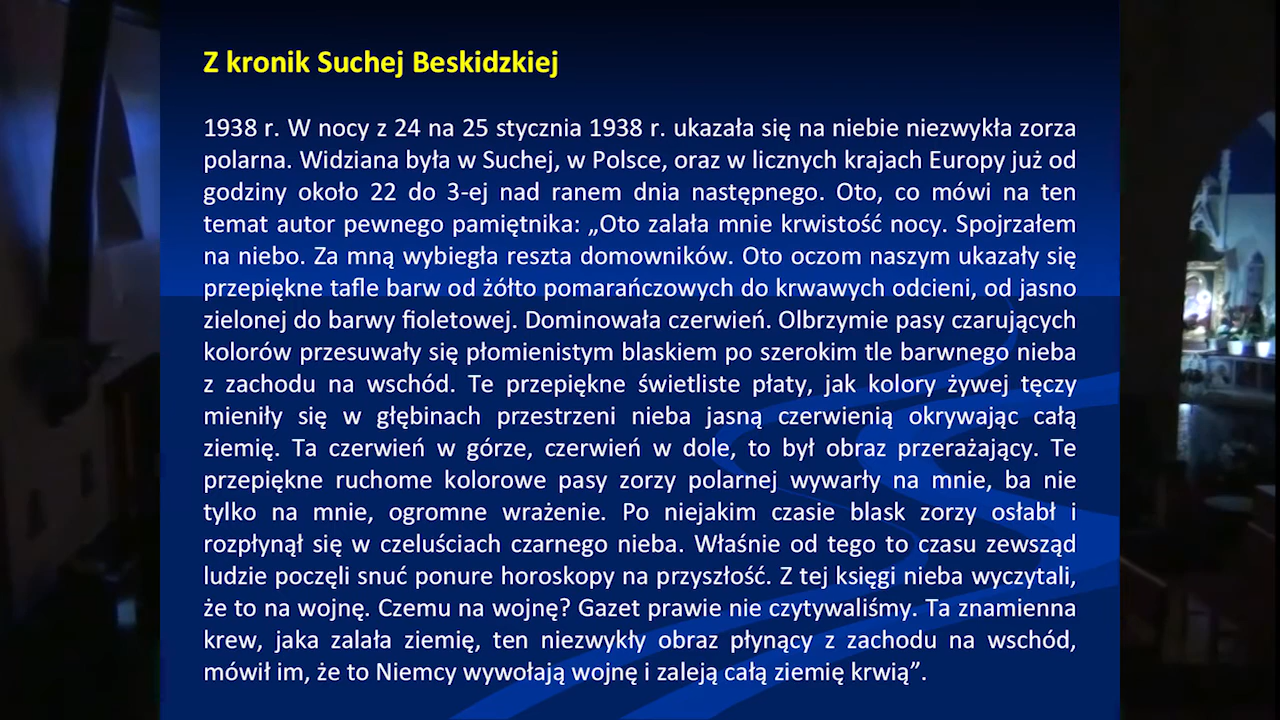 Z kronik Suchej Beskidzkiej
1938 r. W nocy z 24 na 25 stycznia 1938 r. ukazała się na niebie niezwykła zorza
polarna. Widziana była w Suchej, w Polsce, oraz w licznych krajach Europy już od
godziny około 22 do 3-ej nad ranem dnia następnego. Oto, co mówi na ten
temat autor pewnego pamiętnika: „Oto zalała mnie krwistość nocy. Spojrzałem
na niebo. Za mną wybiegła reszta domowników. Oto oczom naszym ukazały się
przepiękne tafle barw od żółto pomarańczowych do krwawych odcieni, od jasno
zielonej do barwy fioletowej. Dominowała czerwień. Olbrzymie pasy czarujących
kolorów przesuwały się płomienistym blaskiem po szerokim tle barwnego nieba
z zachodu na wschód. Te przepiękne świetliste płaty, jak kolory żywej tęczy
mieniły się w głębinach przestrzeni nieba jasną czerwienią okrywając całą
ziemię. Ta czerwień w górze, czerwień w dole, to był obraz przerażający. Te
przepiękne ruchome kolorowe pasy zorzy polarnej wywarły na mnie, ba nie
tylko na mnie, ogromne wrażenie. Po niejakim czasie blask zorzy osłabł i
rozpłynął się w czeluściach czarnego nieba. Właśnie od tego to czasu zewsząd
ludzie poczęli snuć ponure horoskopy na przyszłość. Z tej księgi nieba wyczytali,
że to na wojnę. Czemu na wojnę? Gazet prawie nie czytywaliśmy. Ta znamienna
krew, jaka zalała ziemię, ten niezwykły obraz płynący z zachodu na wschód,
mówił im, że to Niemcy wywołają wojnę i zaleją całą ziemię krwią”.